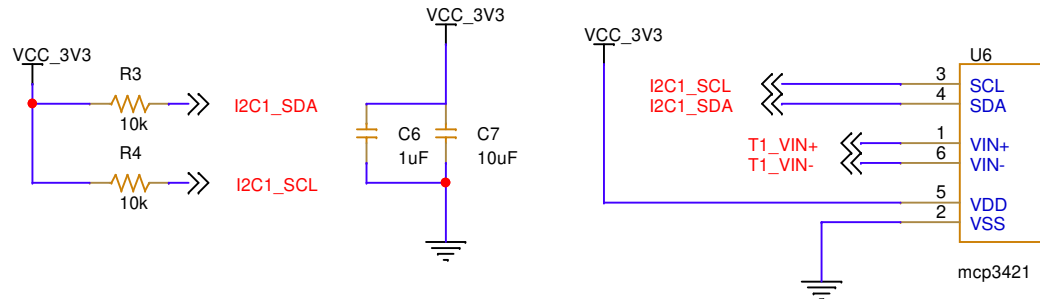 VCC_3V3
R3
10k
I2C1_SDA
R4
10k
I2C1_SCL
VCC_3V3
C6
1uF
C7
10uF
VCC_3V3
I2C1_SCL
I2C1_SDA
T1_VIN+
T1_VIN-
U6
3 SCL
4 SDA
1 VIN+
6 VIN-
5 VDD
2 VSS
mcp3421